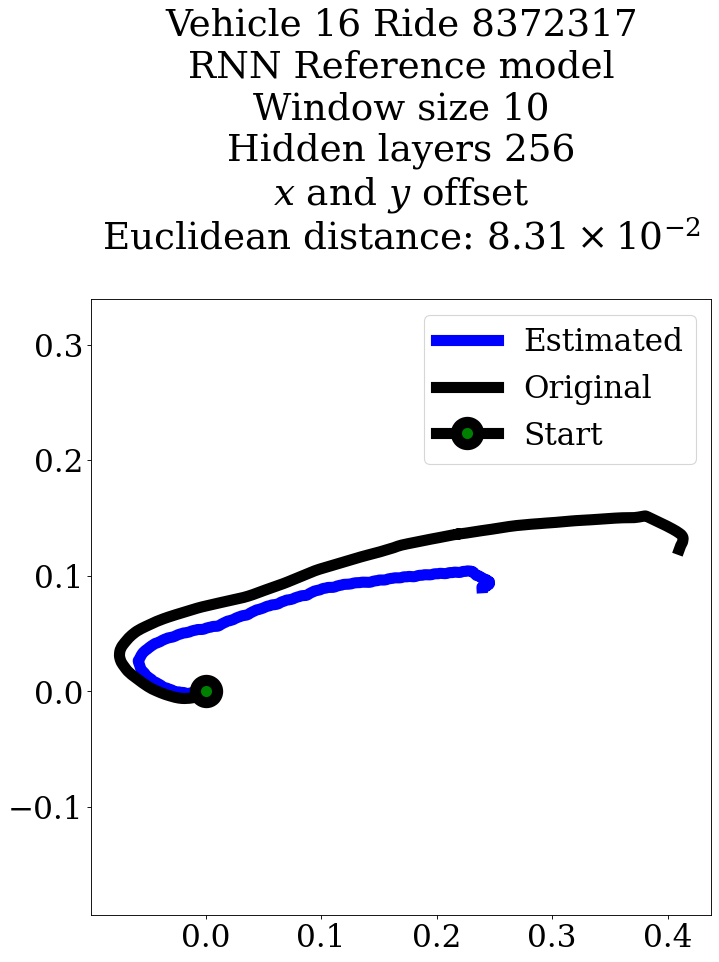 Vehicle 16 Ride 8372317
RNN Reference model
Window size 10
Hidden layers 256
x and y offset
Euclidean distance: 8.31 × 10⁻²
Estimated
Original
Start
0.3
0.2
0.1
0.0
−0.1
0.0 0.1 0.2 0.3 0.4